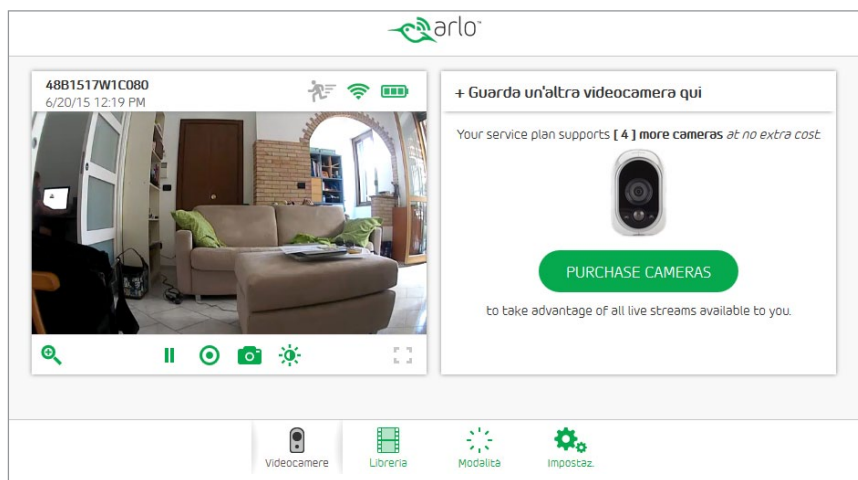 arlo™
48B1517W1C080
6/20/15 12:19 PM
+ Guarda un'altra videocamera qui
Your service plan supports [ 4 ] more cameras at no extra cost.
PURCHASE CAMERAS
to take advantage of all live streams available to you.
Videocamere
Libreria
Modalità
Impostaz.